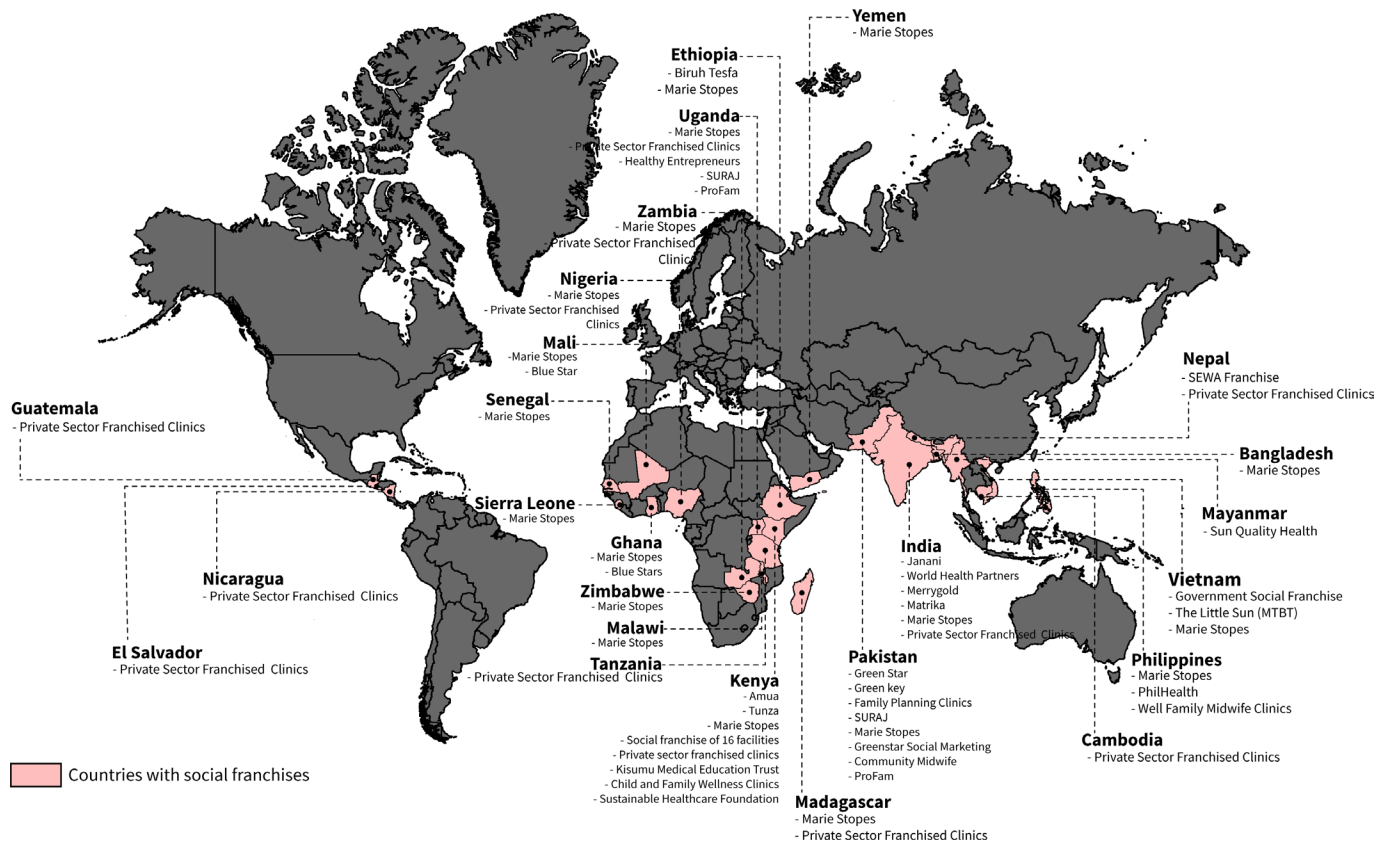 Yemen
- Marie Stopes
Ethiopia
- Biruh Tesfa
- Marie Stopes
Uganda
- Marie Stopes
- Private Sector Franchised Clinics
- Healthy Entrepreneurs
- SURAJ
- ProFam
Zambia
- Marie Stopes
- Private Sector Franchised
Clinics
Nigeria
- Marie Stopes
- Private Sector Franchised
Clinics
Mali
-Marie Stopes
- Blue Star
Senegal
- Marie Stopes
Guatemala
- Private Sector Franchised Clinics
Nepal
- SEWA Franchise
- Private Sector Franchised Clinics
Bangladesh
- Marie Stopes
Sierra Leone
- Marie Stopes
Mayanmar
- Sun Quality Health
Ghana
- Marie Stopes
- Blue Stars
India
- Janani
- World Health Partners
- Merrygold
- Matrika
- Marie Stopes
- Private Sector Franchised Clinics
Nicaragua
- Private Sector Franchised Clinics
Zimbabwe
- Marie Stopes
Vietnam
- Government Social Franchise
- The Little Sun (MTBT)
- Marie Stopes
Malawi
- Marie Stopes
El Salvador
- Private Sector Franchised Clinics
Tanzania
- Private Sector Franchised Clinics
Kenya
- Amua
- Tunza
- Marie Stopes
- Social franchise of 16 facilities
- Private sector franchised clinics
- Kisumu Medical Education Trust
- Child and Family Wellness Clinics
- Sustainable Healthcare Foundation
Pakistan
- Green Star
- Green key
- Family Planning Clinics
- SURAJ
- Marie Stopes
- Greenstar Social Marketing
- Community Midwife
- ProFam
Philippines
- Marie Stopes
- PhilHealth
- Well Family Midwife Clinics
Cambodia
- Private Sector Franchised Clinics
Madagascar
- Marie Stopes
- Private Sector Franchised Clinics
Countries with social franchises